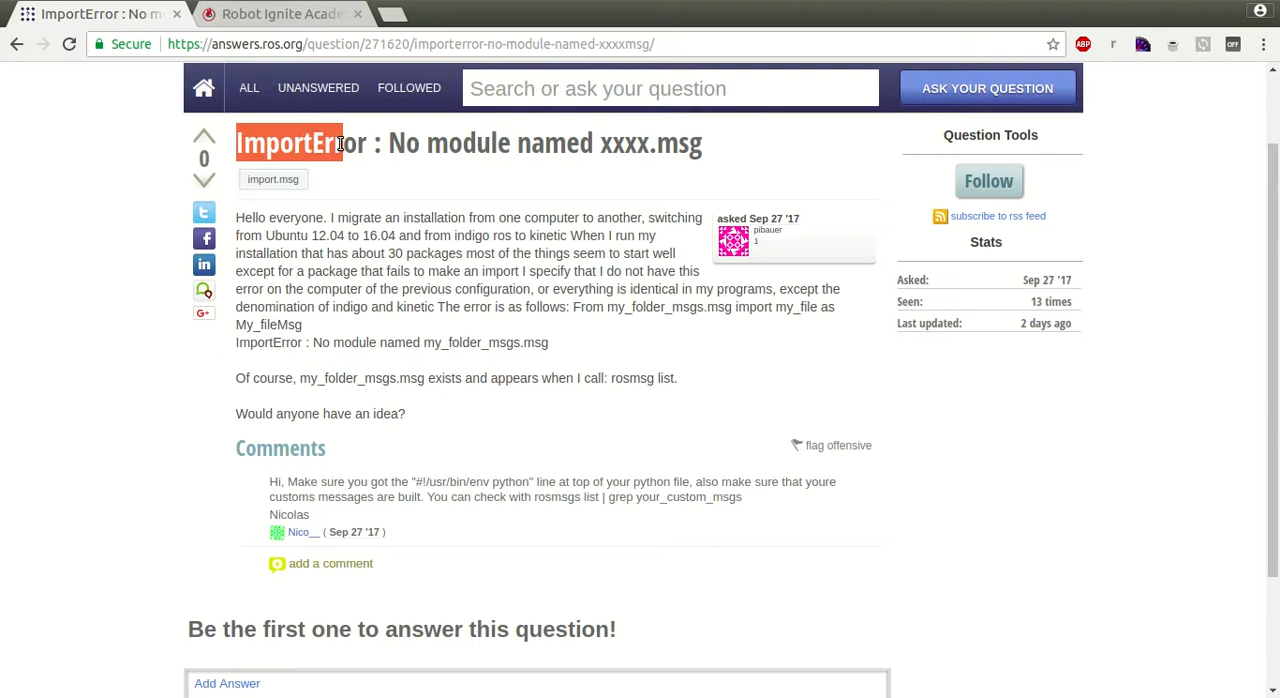 ImportError : No m
Robot Ignite Acade
Secure
https://answers.ros.org/question/271620/importerror-no-module-named-xxxxmsg/
ABP
r
OFF
ALL
UNANSWERED
FOLLOWED
Search or ask your question
ASK YOUR QUESTION
0
ImportError : No module named xxxx.msg
import.msg
Hello everyone. I migrate an installation from one computer to another, switching
from Ubuntu 12.04 to 16.04 and from indigo ros to kinetic When I run my
installation that has about 30 packages most of the things seem to start well
except for a package that fails to make an import I specify that I do not have this
error on the computer of the previous configuration, or everything is identical in my programs, except the
denomination of indigo and kinetic The error is as follows: From my_folder_msgs.msg import my_file as
My_fileMsg
ImportError : No module named my_folder_msgs.msg
Of course, my_folder_msgs.msg exists and appears when I call: rosmsg list.
Would anyone have an idea?
asked Sep 27 '17
pibauer
1
Comments
flag offensive
Hi, Make sure you got the "#!/usr/bin/env python" line at top of your python file, also make sure that youre
customs messages are built. You can check with rosmsgs list | grep your_custom_msgs
Nicolas
Nico__ ( Sep 27 '17 )
add a comment
Be the first one to answer this question!
Add Answer
Question Tools
Follow
subscribe to rss feed
Stats
Asked: Sep 27 '17
Seen: 13 times
Last updated: 2 days ago
t
f
in
G+